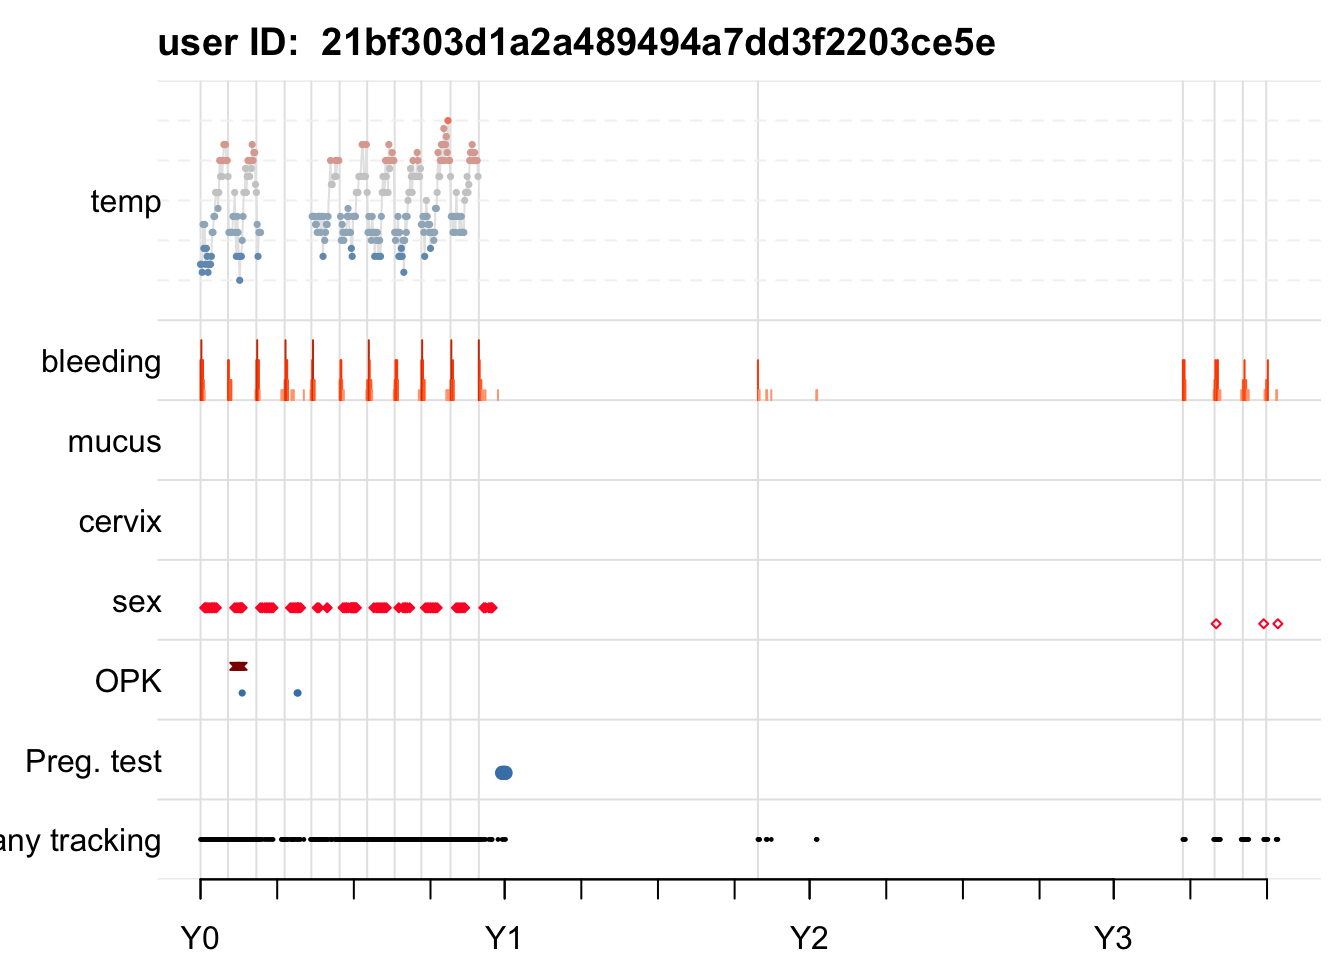 user ID:  21bf303d1a2a489494a7dd3f2203ce5e
temp
bleeding
mucus
cervix
sex
OPK
Preg. test
any tracking
Y0 Y1 Y2 Y3